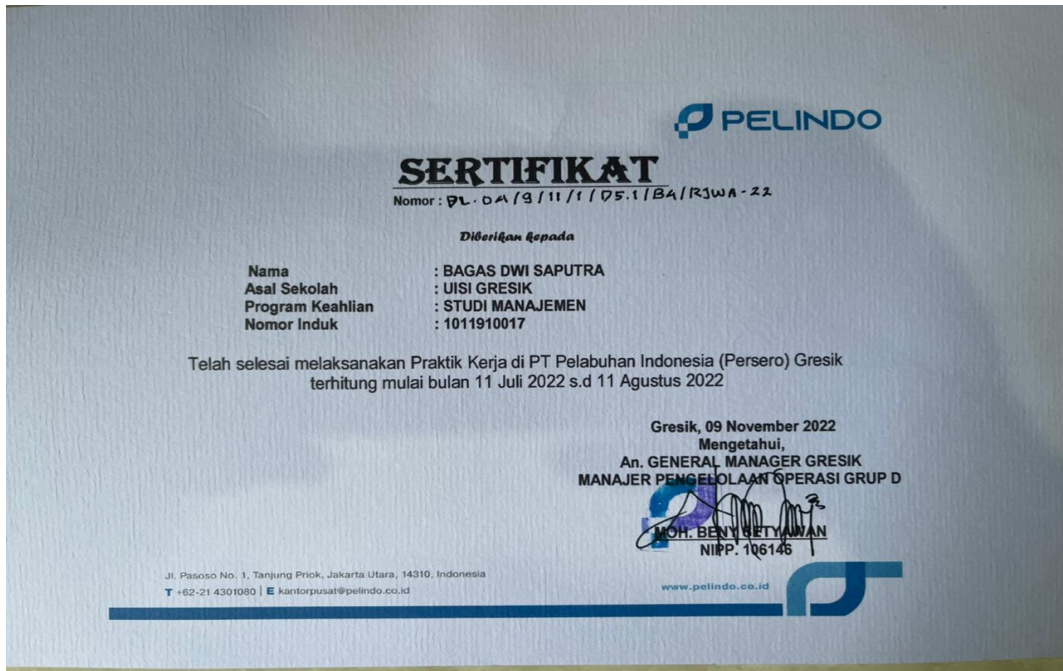 PELINDO
SERTIFIKAT
Nomor : PL.04/9/11/1/D5.1/B4/RJWA-22
Diberikan kepada
Nama : BAGAS DWI SAPUTRA
Asal Sekolah : UISI GRESIK
Program Keahlian : STUDI MANAJEMEN
Nomor Induk : 1011910017
Telah selesai melaksanakan Praktik Kerja di PT Pelabuhan Indonesia (Persero) Gresik
terhitung mulai bulan 11 Juli 2022 s.d 11 Agustus 2022
Gresik, 09 November 2022
Mengetahui,
An. GENERAL MANAGER GRESIK
MANAJER PENGELOLAAN OPERASI GRUP D
MOH. BENY SETYAWAN
NIPP. 106146
Jl. Pasoso No. 1, Tanjung Priok, Jakarta Utara, 14310, Indonesia
T +62-21 4301080 | E kantorpusat@pelindo.co.id
www.pelindo.co.id